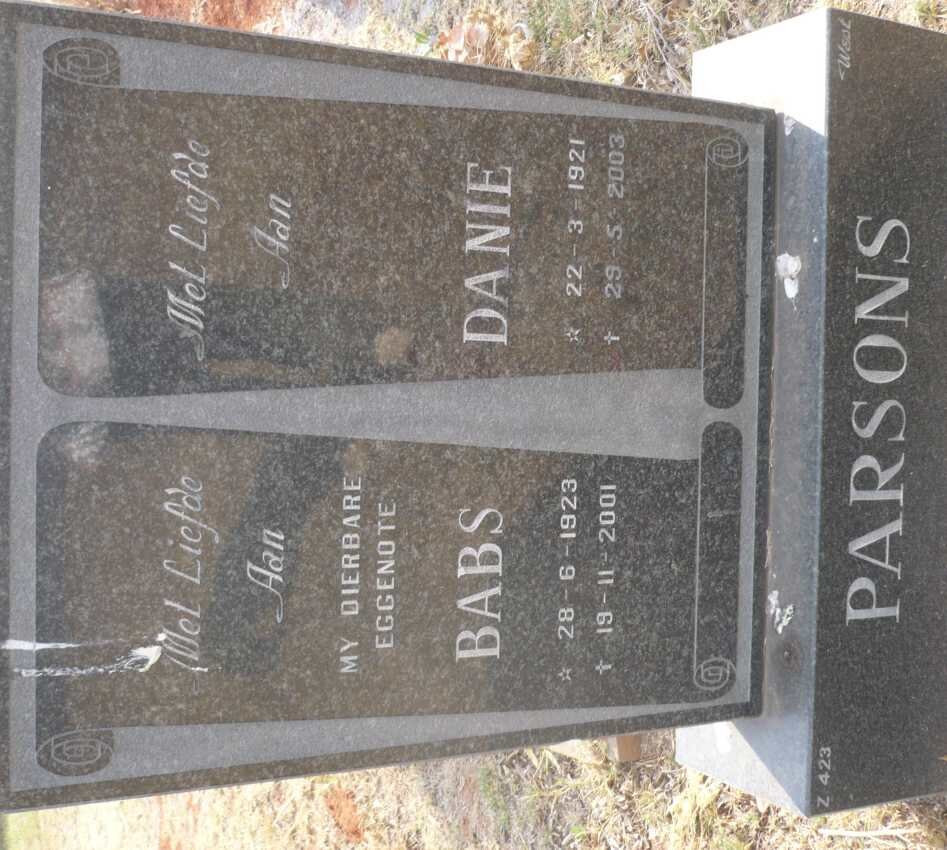 Met Liefde
Aan
MY DIERBARE
EGGENOTE
BABS
☆ 28-6-1923
✝ 19-11-2001
Met Liefde
Aan
DANIE
☆ 22-3-1921
✝ 29-5-2003
Z 423
PARSONS
<West